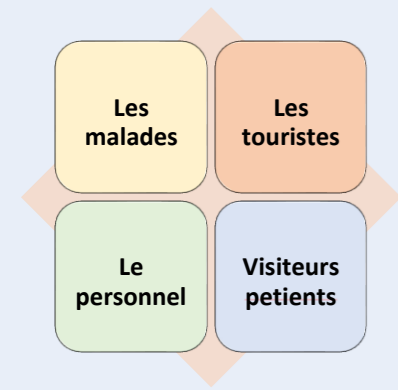 Les
malades
Les
touristes
Le
personnel
Visiteurs
petients